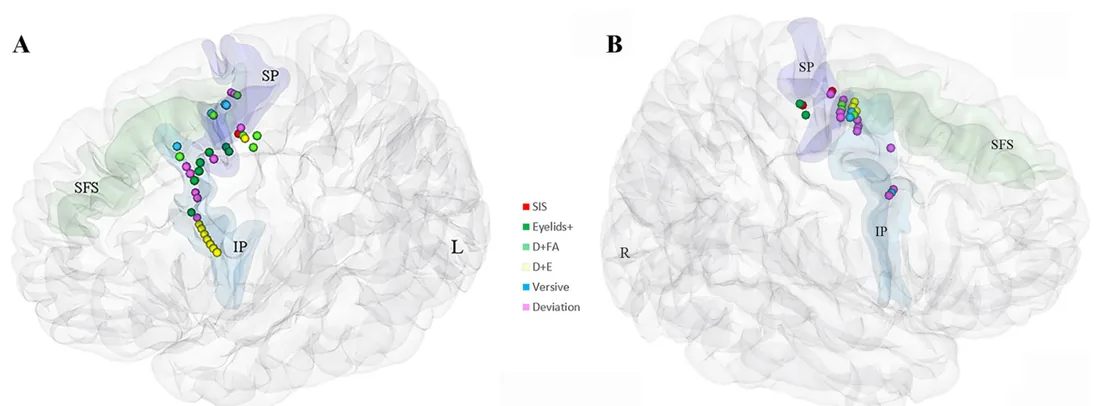 A
SP
SFS
IP
L
SIS
Eyelids+
D+FA
D+E
Versive
Deviation
B
SP
SFS
IP
R